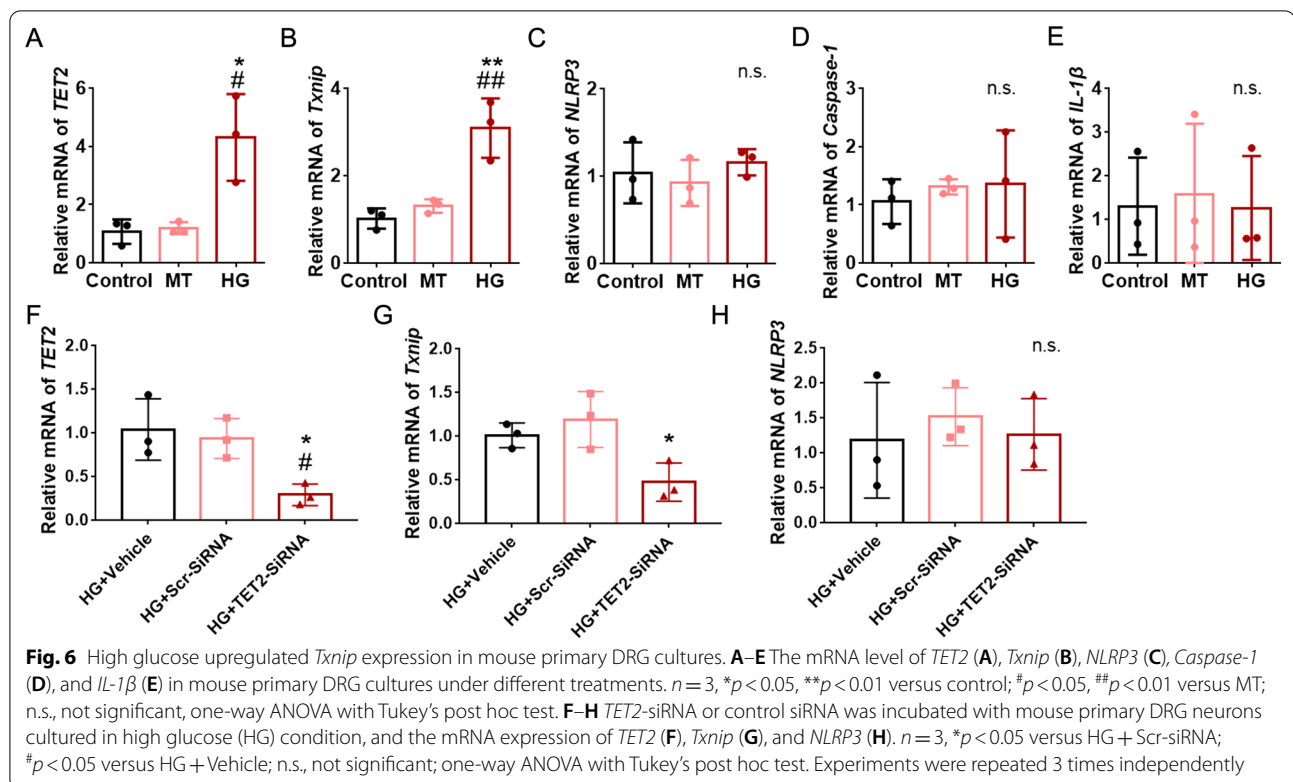 A
B
C
D
E
Relative mRNA of TET2
6
4
2
0
*
#
Control MT HG
Relative mRNA of Txnip
4
2
0
**
##
Control MT HG
Relative mRNA of NLRP3
2
1
0
n.s.
Control MT HG
Relative mRNA of Caspase-1
3
2
1
0
n.s.
Control MT HG
Relative mRNA of IL-1β
4
3
2
1
0
n.s.
Control MT HG
F
G
H
Relative mRNA of TET2
2.0
1.5
1.0
0.5
0.0
*
#
HG+Vehicle
HG+Scr-SiRNA
HG+TET2-SiRNA
Relative mRNA of Txnip
2.0
1.5
1.0
0.5
0.0
*
HG+Vehicle
HG+Scr-SiRNA
HG+TET2-SiRNA
Relative mRNA of NLRP3
2.5
2.0
1.5
1.0
0.5
0.0
n.s.
HG+Vehicle
HG+Scr-SiRNA
HG+TET2-SiRNA
Fig. 6 High glucose upregulated Txnip expression in mouse primary DRG cultures. A–E The mRNA level of TET2 (A), Txnip (B), NLRP3 (C), Caspase-1
(D), and IL-1β (E) in mouse primary DRG cultures under different treatments. n = 3, *p < 0.05, **p < 0.01 versus control; #p < 0.05, ##p < 0.01 versus MT;
n.s., not significant, one-way ANOVA with Tukey's post hoc test. F–H TET2-siRNA or control siRNA was incubated with mouse primary DRG neurons
cultured in high glucose (HG) condition, and the mRNA expression of TET2 (F), Txnip (G), and NLRP3 (H). n = 3, *p < 0.05 versus HG + Scr-siRNA;
#p < 0.05 versus HG + Vehicle; n.s., not significant; one-way ANOVA with Tukey's post hoc test. Experiments were repeated 3 times independently